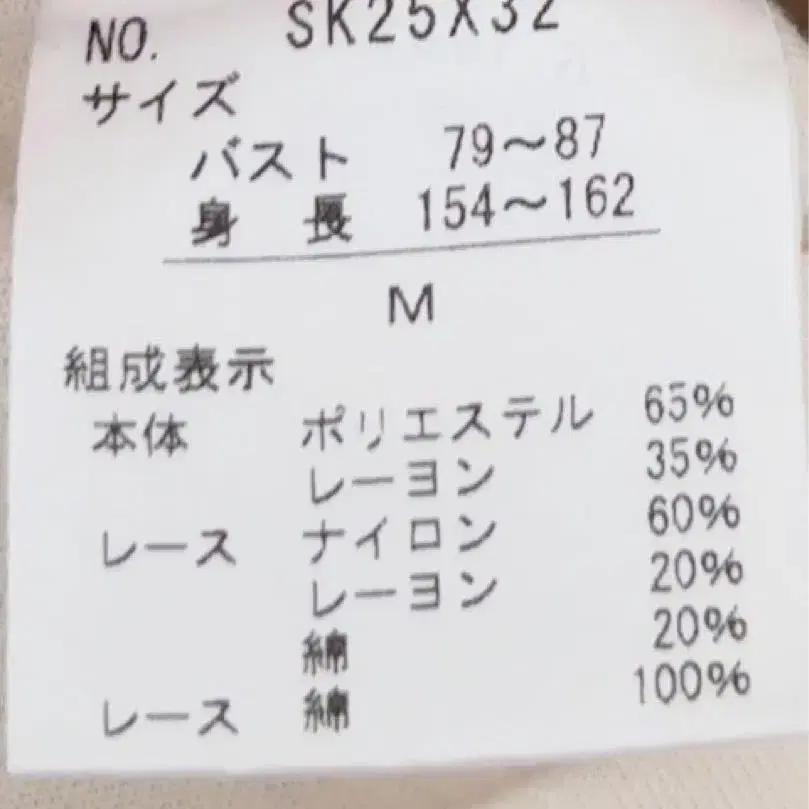 NO. SK25X32
サイズ
バスト 79～87
身長 154～162
M
組成表示
本体 ポリエステル 65%
レーヨン 35%
レース ナイロン 60%
レーヨン 20%
綿 20%
レース 綿 100%